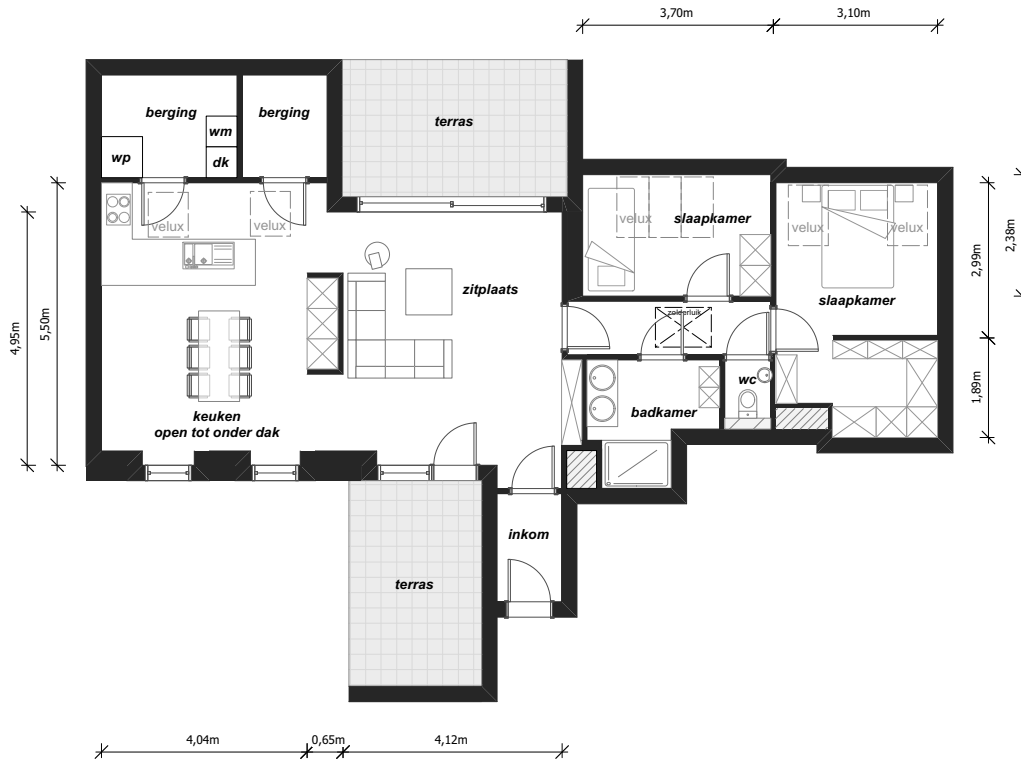 3,70m
3,10m
berging
berging
wm
wp
dk
terras
velux
velux
velux
slaapkamer
velux
velux
slaapkamer
2,38m
2,99m
zitplaats
4,95m
5,50m
zolderluik
1,89m
wc
badkamer
keuken
open tot onder dak
inkom
terras
4,04m
0,65m
4,12m